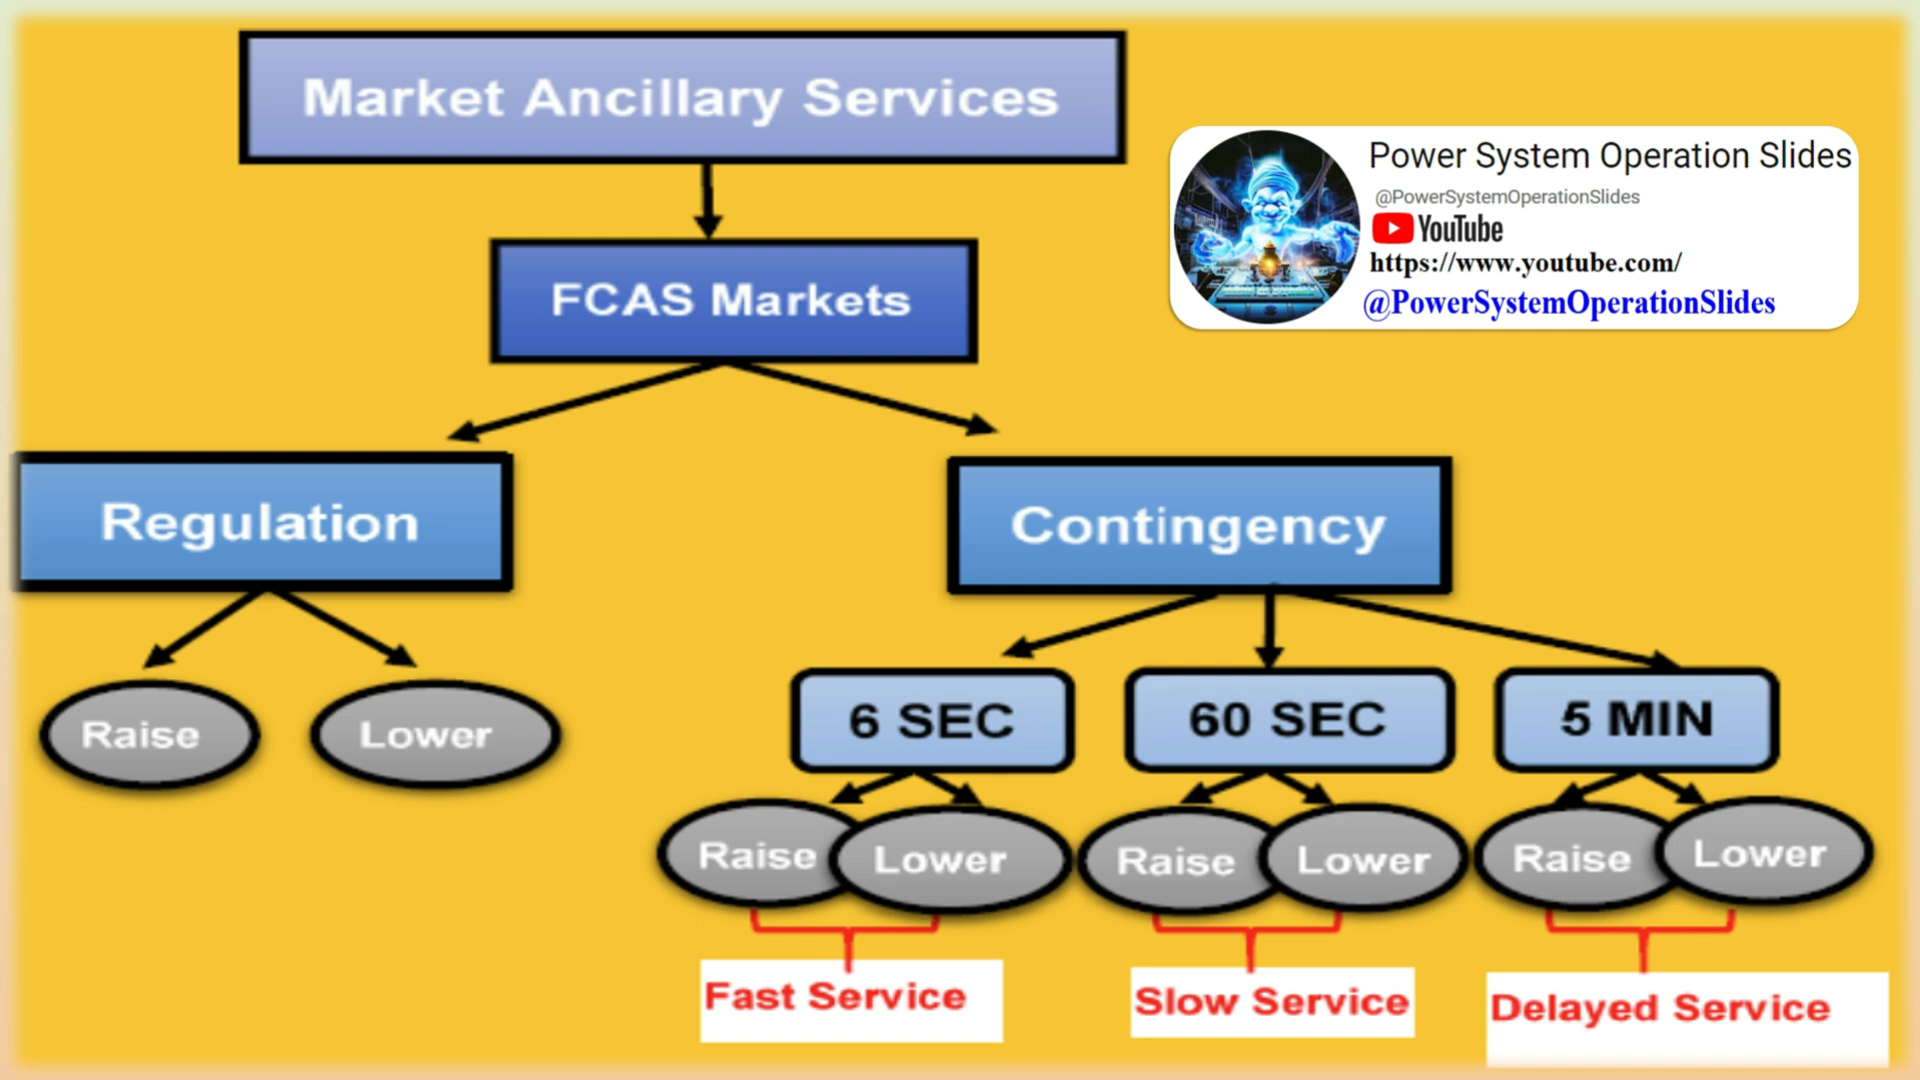 Market Ancillary Services
Power System Operation Slides
@PowerSystemOperationSlides
YouTube
https://www.youtube.com/
@PowerSystemOperationSlides
FCAS Markets
Regulation
Contingency
Raise
Lower
6 SEC
60 SEC
5 MIN
Raise
Lower
Raise
Lower
Raise
Lower
Fast Service
Slow Service
Delayed Service